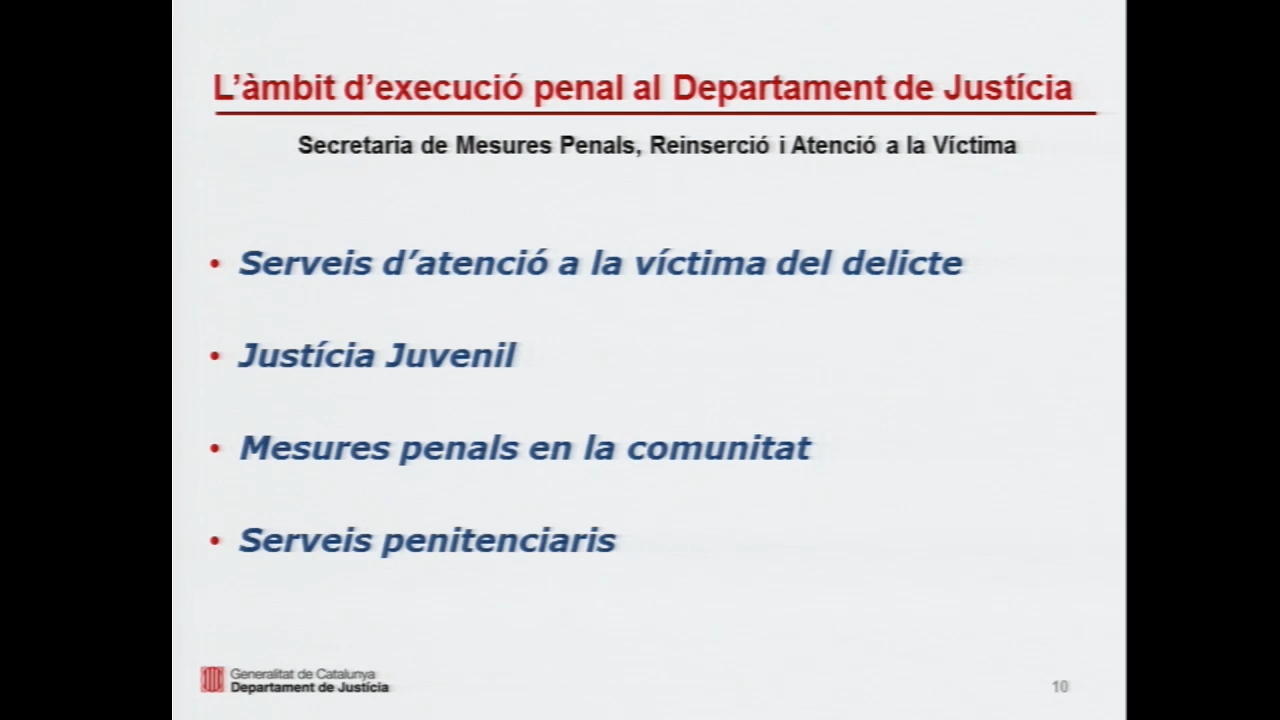 L’àmbit d’execució penal al Departament de Justícia
Secretaria de Mesures Penals, Reinserció i Atenció a la Víctima
• Serveis d’atenció a la víctima del delicte
• Justícia Juvenil
• Mesures penals en la comunitat
• Serveis penitenciaris
Generalitat de Catalunya
Departament de Justícia
10